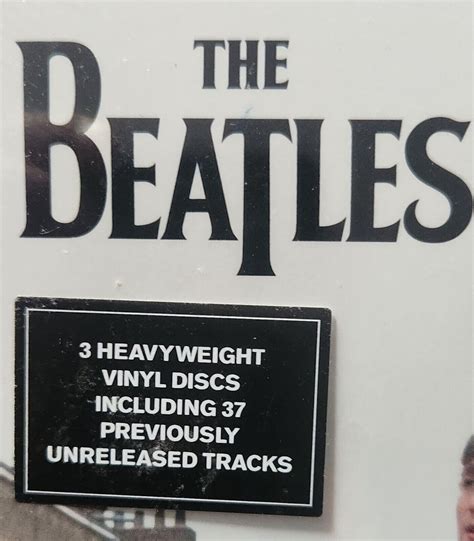 THE
BEATLES
3 HEAVYWEIGHT
VINYL DISCS
INCLUDING 37
PREVIOUSLY
UNRELEASED TRACKS